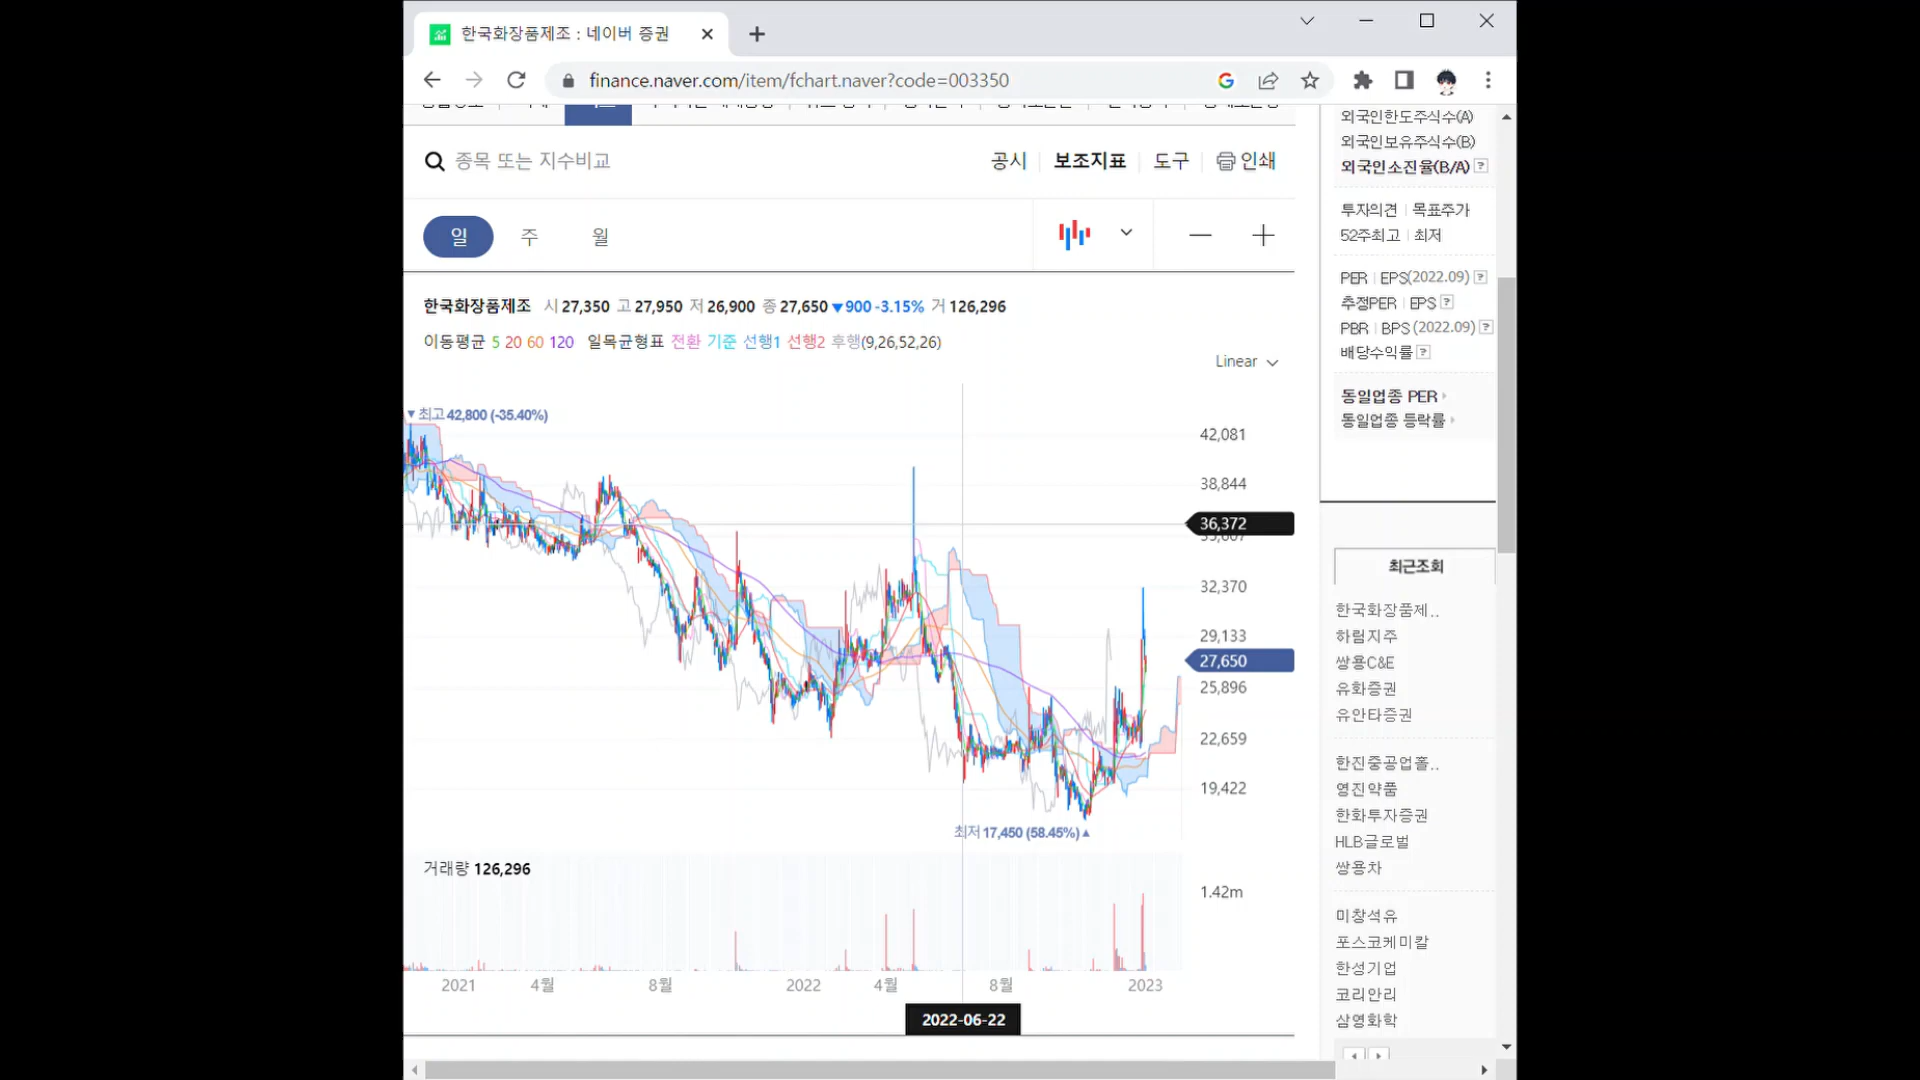 한국화장품제조 : 네이버 증권
finance.naver.com/item/fchart.naver?code=003350
종목 또는 지수비교
공시 보조지표 도구 인쇄
일 주 월
한국화장품제조 시 27,350 고 27,950 저 26,900 종 27,650 ▼900 -3.15% 거 126,296
이동평균 5 20 60 120 일목균형표 전환 기준 선행1 선행2 후행(9,26,52,26)
Linear
▼최고 42,800 (-35.40%)
42,081
38,844
36,372
35,607
32,370
29,133
27,650
25,896
22,659
19,422
최저 17,450 (58.45%)▲
거래량 126,296
1.42m
2021 4월 8월 2022 4월 8월 2023
2022-06-22
외국인한도주식수(A)
외국인보유주식수(B)
외국인소진율(B/A) ?
투자의견 | 목표주가
52주최고 | 최저
PER | EPS(2022.09) ?
추정PER | EPS ?
PBR | BPS (2022.09) ?
배당수익률 ?
동일업종 PER
동일업종 등락률
최근조회
한국화장품제..
하림지주
쌍용C&E
유화증권
유안타증권
한진중공업홀..
영진약품
한화투자증권
HLB글로벌
쌍용차
미창석유
포스코케미칼
한성기업
코리안리
삼영화학